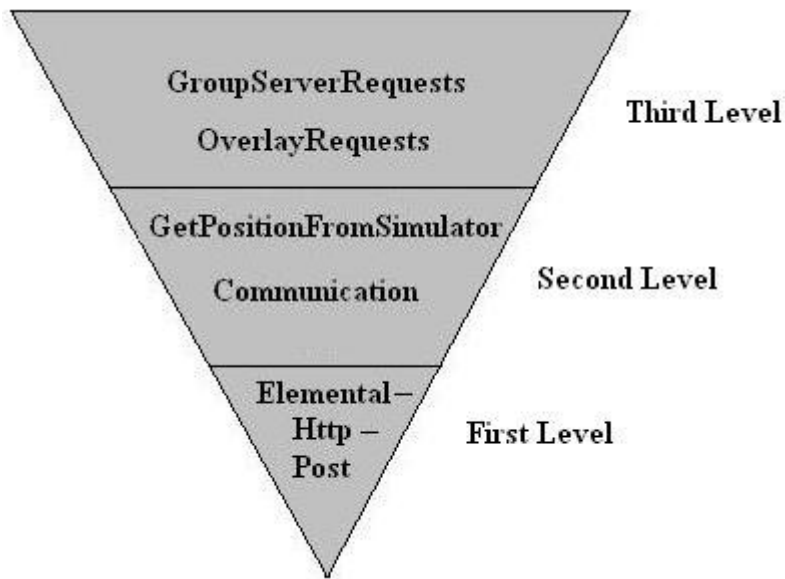 GroupServerRequests
OverlayRequests
Third Level
GetPositionFromSimulator
Communication
Second Level
Elemental–
Http –
Post
First Level